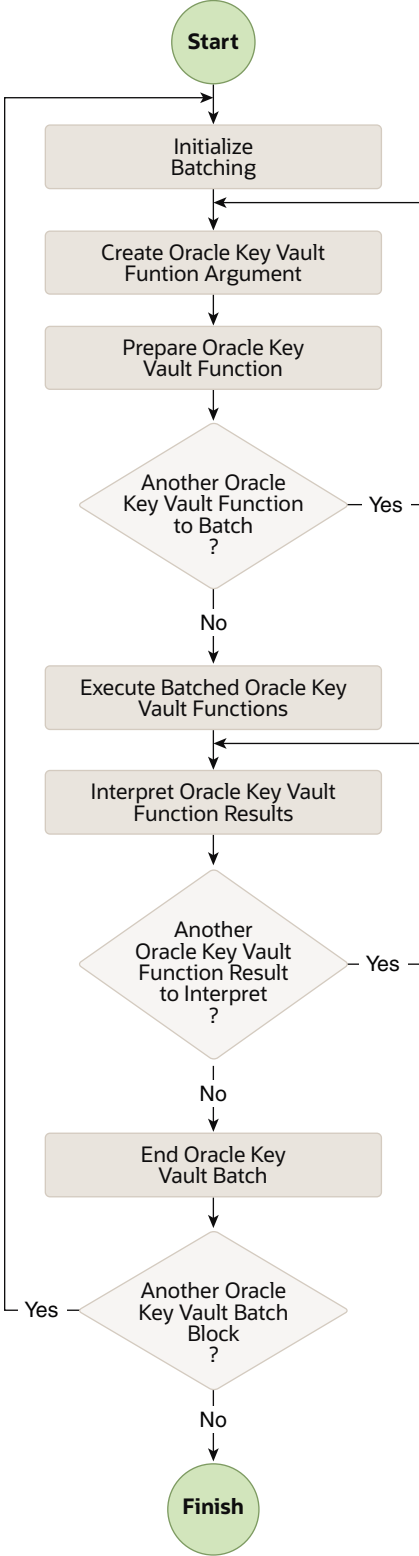 Start
Initialize
Batching
Create Oracle Key Vault
Funtion Argument
Prepare Oracle Key
Vault Function
Another Oracle
Key Vault Function
to Batch
?
Yes
No
Execute Batched Oracle Key
Vault Functions
Interpret Oracle Key Vault
Function Results
Another
Oracle Key Vault
Function Result
to Interpret
?
Yes
No
End Oracle Key
Vault Batch
Another Oracle
Key Vault Batch
Block
?
Yes
No
Finish